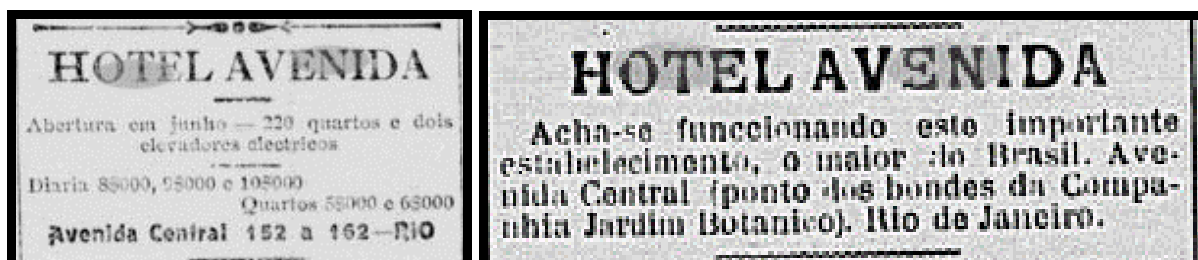 HOTEL AVENIDA
Abertura em junho — 220 quartos e dois
elevadores electricos
Diaria 8$000, 9$000 e 10$000
Quartos 5$000 e 6$000
Avenida Central 152 a 162—RIO
HOTEL AVENIDA
Acha-se funccionando este importante
estabelecimento, o maior do Brasil. Ave-
nida Central (ponto dos bondes da Compa-
nhia Jardim Botanico). Rio de Janeiro.